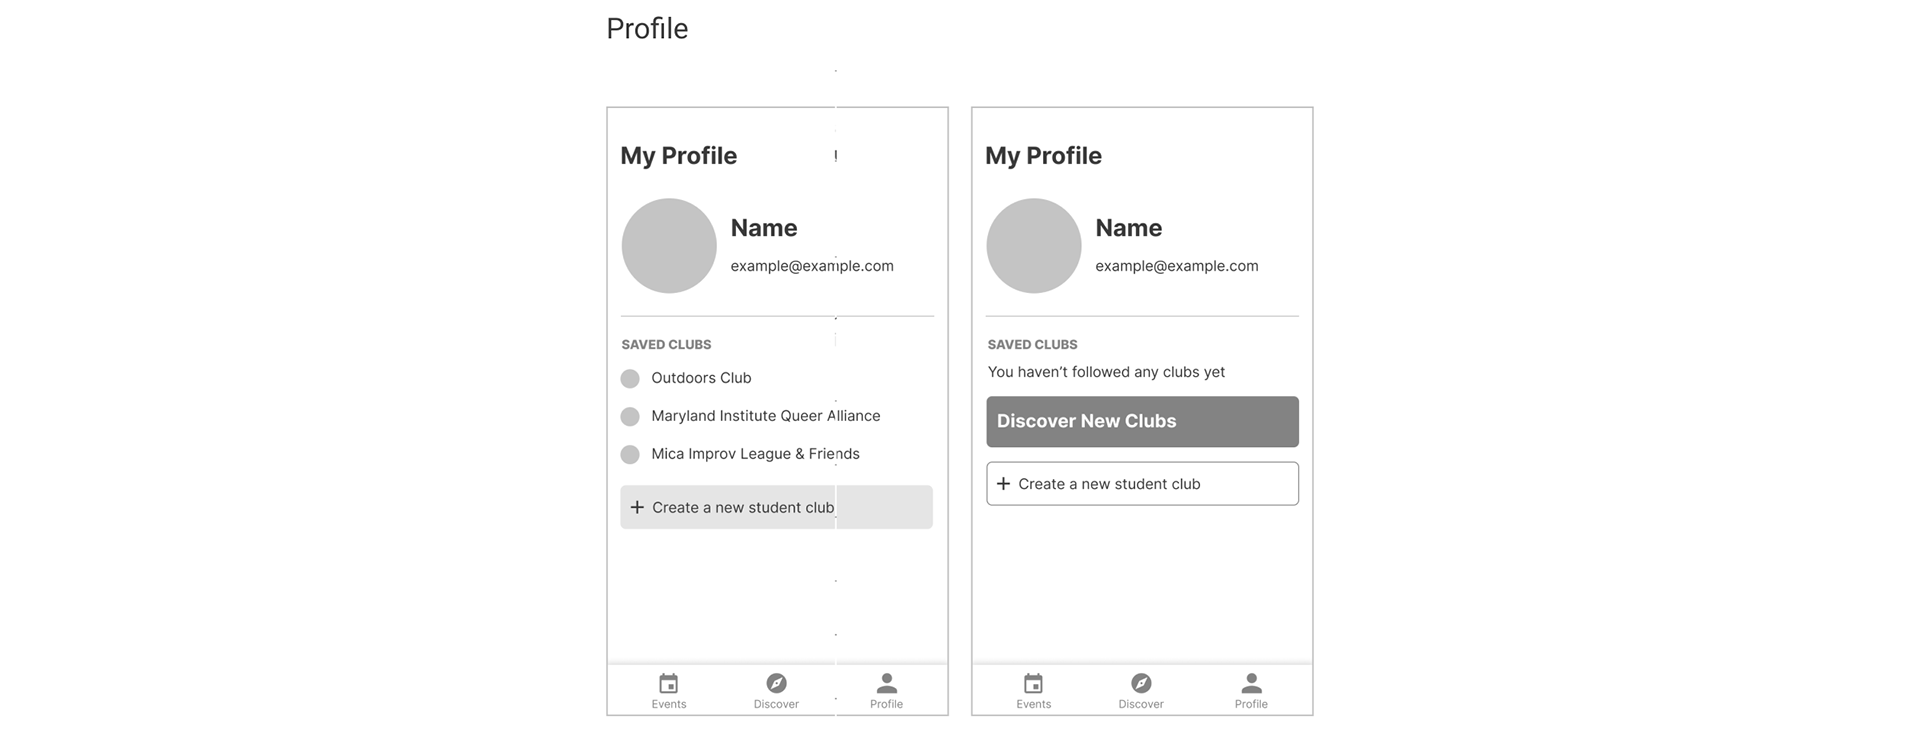 Profile
My Profile
Name
example@example.com
SAVED CLUBS
Outdoors Club
Maryland Institute Queer Alliance
Mica Improv League & Friends
+ Create a new student club
Events
Discover
Profile
My Profile
Name
example@example.com
SAVED CLUBS
You haven’t followed any clubs yet
Discover New Clubs
+ Create a new student club
Events
Discover
Profile